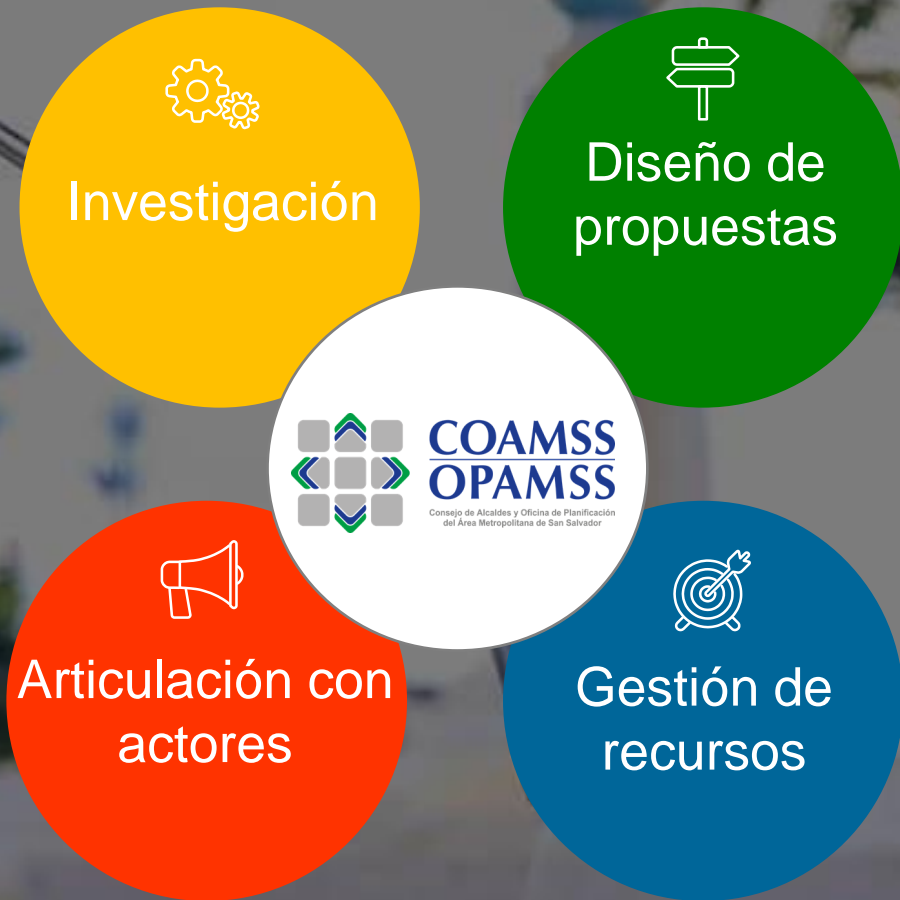 Investigación
Diseño de
propuestas
COAMSS
OPAMSS
Consejo de Alcaldes y Oficina de Planificación
del Área Metropolitana de San Salvador
Articulación con
actores
Gestión de
recursos